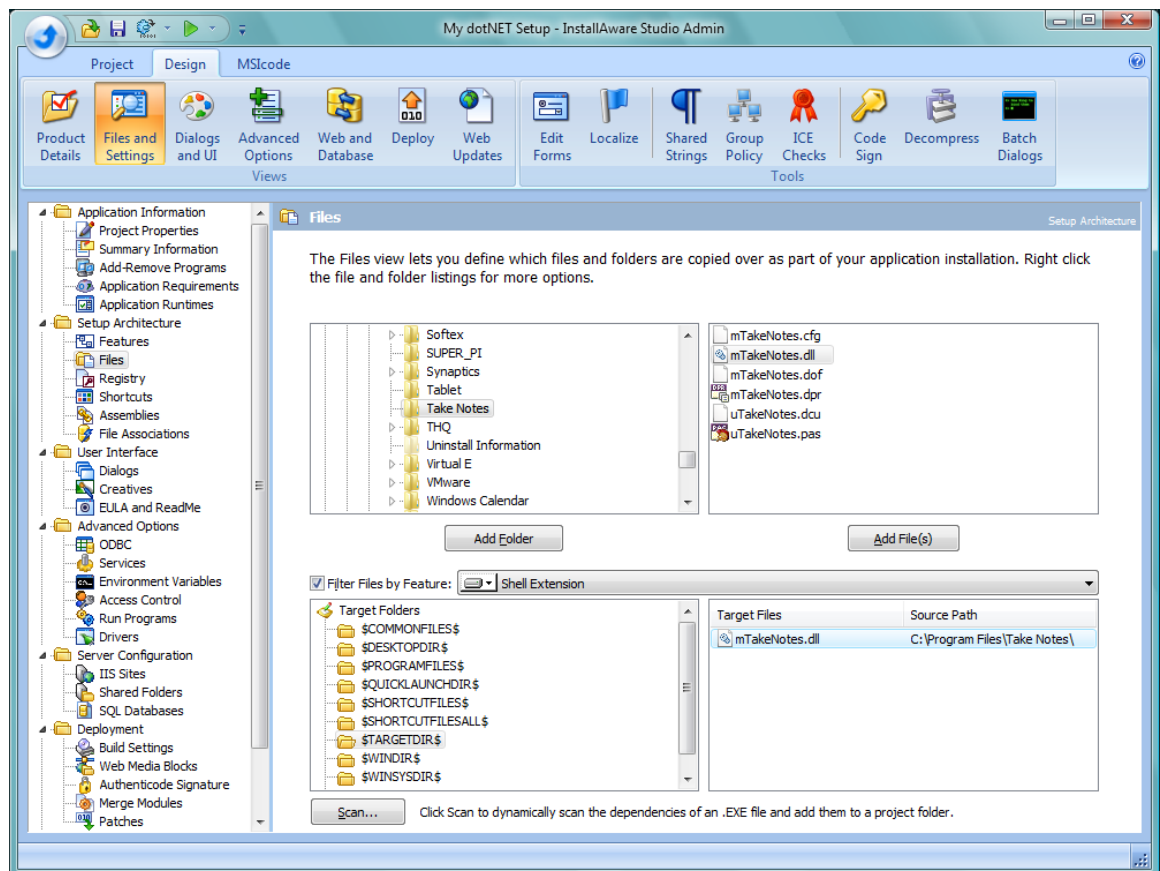 My dotNET Setup - InstallAware Studio Admin
Project Design MSIcode
Product Details
Files and Settings
Dialogs and UI
Advanced Options
Web and Database
Deploy
Web Updates
Edit Forms
Localize
Shared Strings
Group Policy
ICE Checks
Code Sign
Decompress
Batch Dialogs
Views
Tools
Application Information
Project Properties
Summary Information
Add-Remove Programs
Application Requirements
Application Runtimes
Setup Architecture
Features
Files
Registry
Shortcuts
Assemblies
File Associations
User Interface
Dialogs
Creatives
EULA and ReadMe
Advanced Options
ODBC
Services
Environment Variables
Access Control
Run Programs
Drivers
Server Configuration
IIS Sites
Shared Folders
SQL Databases
Deployment
Build Settings
Web Media Blocks
Authenticode Signature
Merge Modules
Patches
Files
Setup Architecture
The Files view lets you define which files and folders are copied over as part of your application installation. Right click
the file and folder listings for more options.
Softex
SUPER_PI
Synaptics
Tablet
Take Notes
THQ
Uninstall Information
Virtual E
VMware
Windows Calendar
mTakeNotes.cfg
mTakeNotes.dll
mTakeNotes.dof
mTakeNotes.dpr
uTakeNotes.dcu
uTakeNotes.pas
Add Folder
Add File(s)
Filter Files by Feature: Shell Extension
Target Folders
$COMMONFILES$
$DESKTOPDIR$
$PROGRAMFILES$
$QUICKLAUNCHDIR$
$SHORTCUTFILES$
$SHORTCUTFILESALL$
$TARGETDIR$
$WINDIR$
$WINSYSDIR$
Target Files Source Path
mTakeNotes.dll C:\Program Files\Take Notes\
Scan... Click Scan to dynamically scan the dependencies of an .EXE file and add them to a project folder.